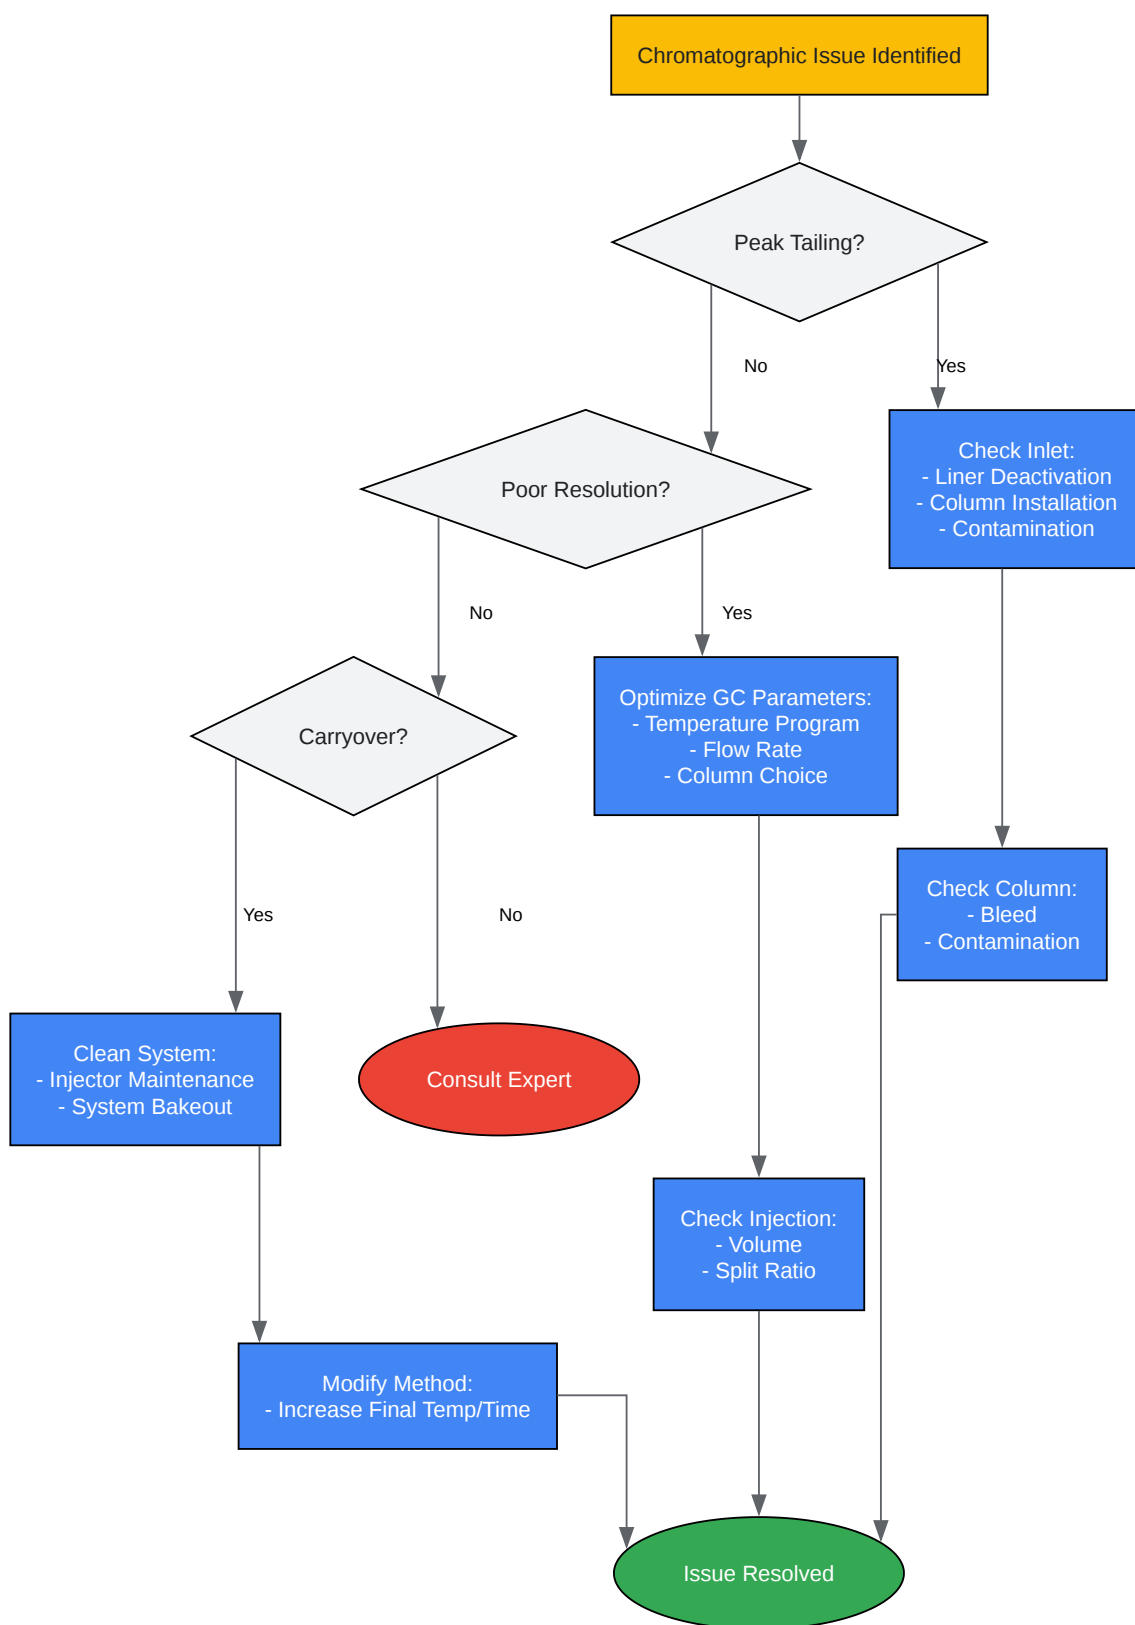 Chromatographic Issue Identified
Peak Tailing?
No
Yes
Check Inlet:
- Liner Deactivation
- Column Installation
- Contamination
Poor Resolution?
No
Yes
Optimize GC Parameters:
- Temperature Program
- Flow Rate
- Column Choice
Carryover?
Check Column:
- Bleed
- Contamination
Yes
No
Clean System:
- Injector Maintenance
- System Bakeout
Consult Expert
Check Injection:
- Volume
- Split Ratio
Modify Method:
- Increase Final Temp/Time
Issue Resolved